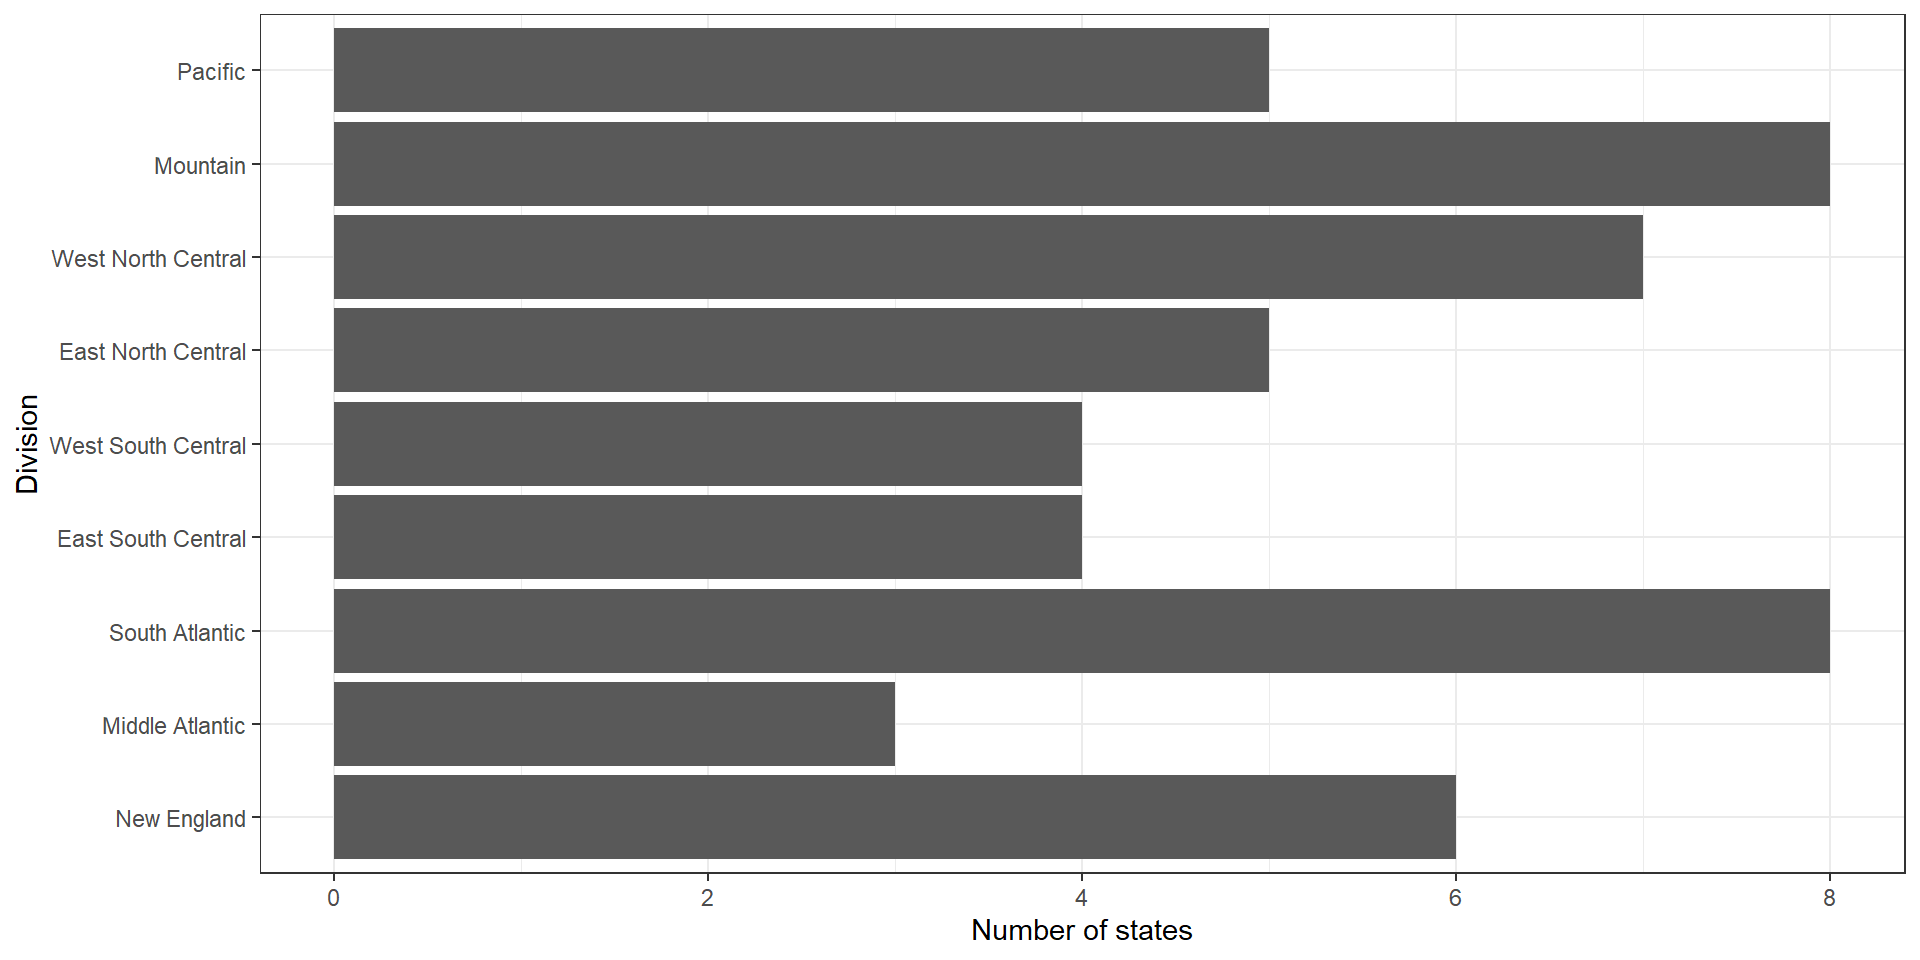 Pacific
Mountain
West North Central
East North Central
West South Central
East South Central
South Atlantic
Middle Atlantic
New England
Division
0 2 4 6 8
Number of states